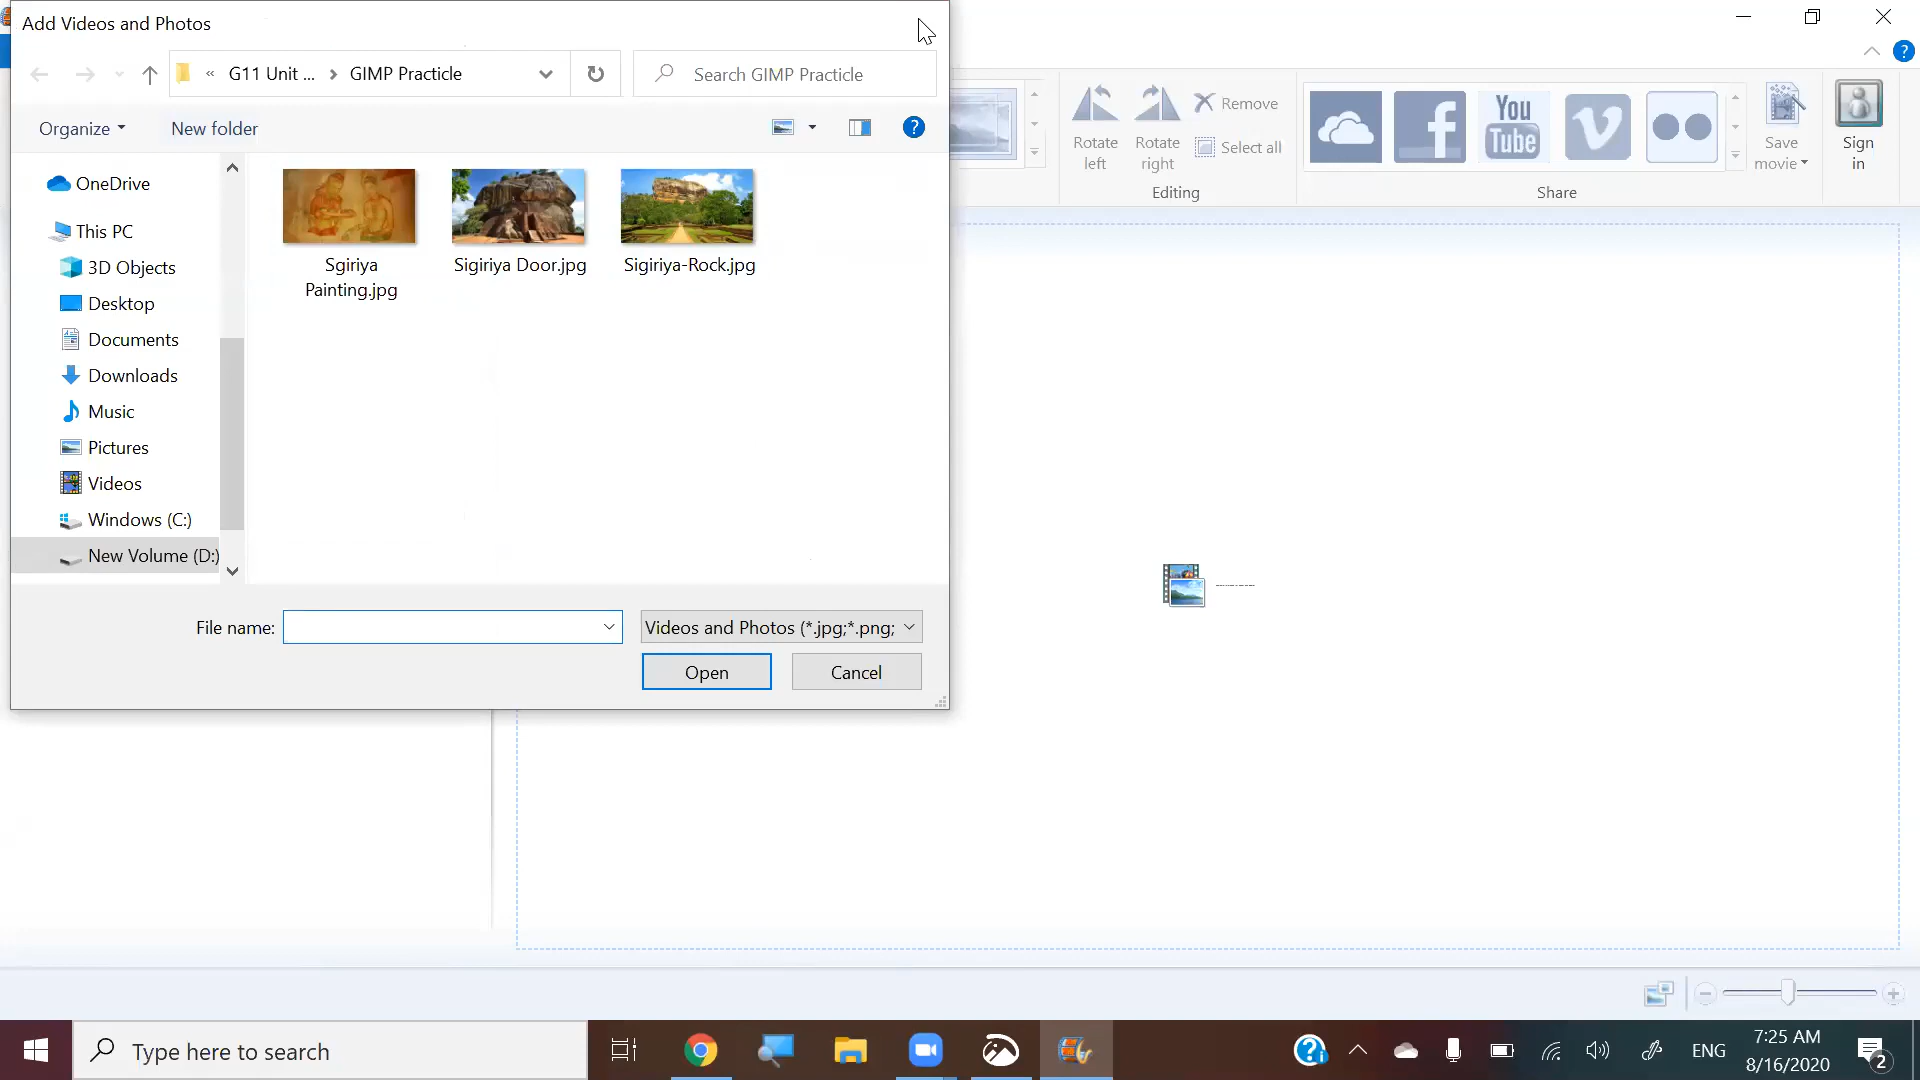 Add Videos and Photos
« G11 Unit ... > GIMP Practicle
Search GIMP Practicle
Organize
New folder
OneDrive
This PC
3D Objects
Desktop
Documents
Downloads
Music
Pictures
Videos
Windows (C:)
New Volume (D:)
Sgiriya
Painting.jpg
Sigiriya Door.jpg
Sigiriya-Rock.jpg
File name:
Videos and Photos (*.jpg;*.png;
Open
Cancel
Rotate
left
Rotate
right
Remove
Select all
Editing
You
Tube
Share
Save
movie
Sign
in
Type here to search
ENG
7:25 AM
8/16/2020
2